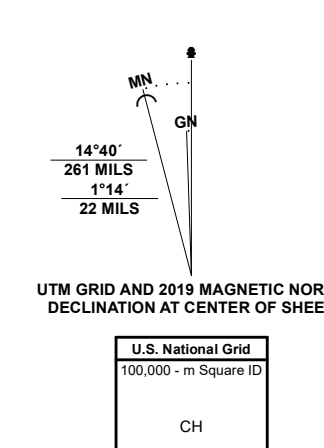 MN
GN
14°40´
261 MILS
1°14´
22 MILS
UTM GRID AND 2019 MAGNETIC NOR
DECLINATION AT CENTER OF SHEE
U.S. National Grid
100,000 - m Square ID
CH